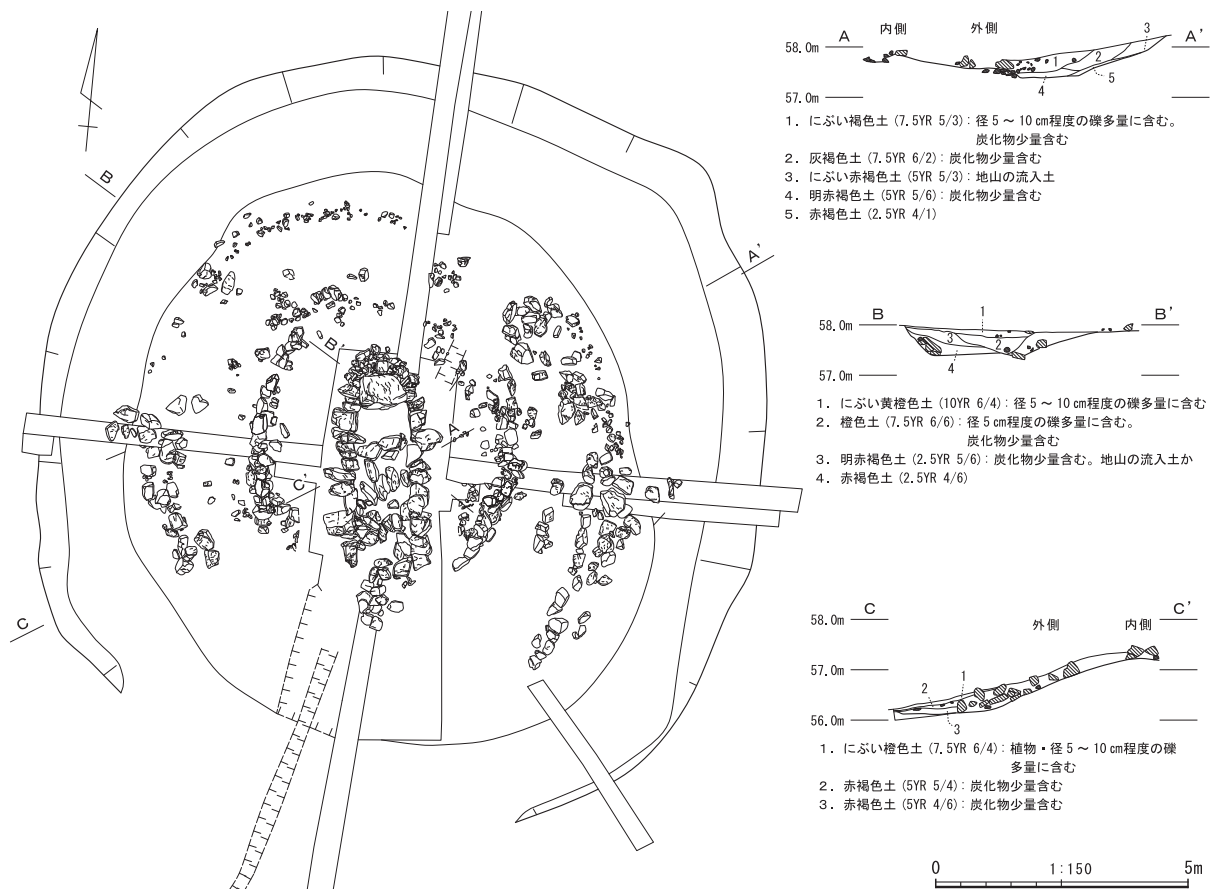 A 内側 外側 3 A'
58.0m
1 2
57.0m
4 5
1．にぶい褐色土 (7.5YR 5/3)：径 5 ～ 10 ㎝程度の礫多量に含む。
炭化物少量含む
2．灰褐色土 (7.5YR 6/2)：炭化物少量含む
3．にぶい赤褐色土 (5YR 5/3)：地山の流入土
4．明赤褐色土 (5YR 5/6)：炭化物少量含む
5．赤褐色土 (2.5YR 4/1)
B
A'
B 1 B'
58.0m
3 2
57.0m
4
B'
1．にぶい黄橙色土 (10YR 6/4)：径 5 ～ 10 ㎝程度の礫多量に含む
2．橙色土 (7.5YR 6/6)：径 5 ㎝程度の礫多量に含む。
炭化物少量含む
3．明赤褐色土 (2.5YR 5/6)：炭化物少量含む。地山の流入土か
4．赤褐色土 (2.5YR 4/6)
A
C'
C
C C'
58.0m 外側 内側
57.0m
2 1
56.0m
3
1．にぶい橙色土 (7.5YR 6/4)：植物・径 5 ～ 10 ㎝程度の礫
多量に含む
2．赤褐色土 (5YR 5/4)：炭化物少量含む
3．赤褐色土 (5YR 4/6)：炭化物少量含む
0 1:150 5m